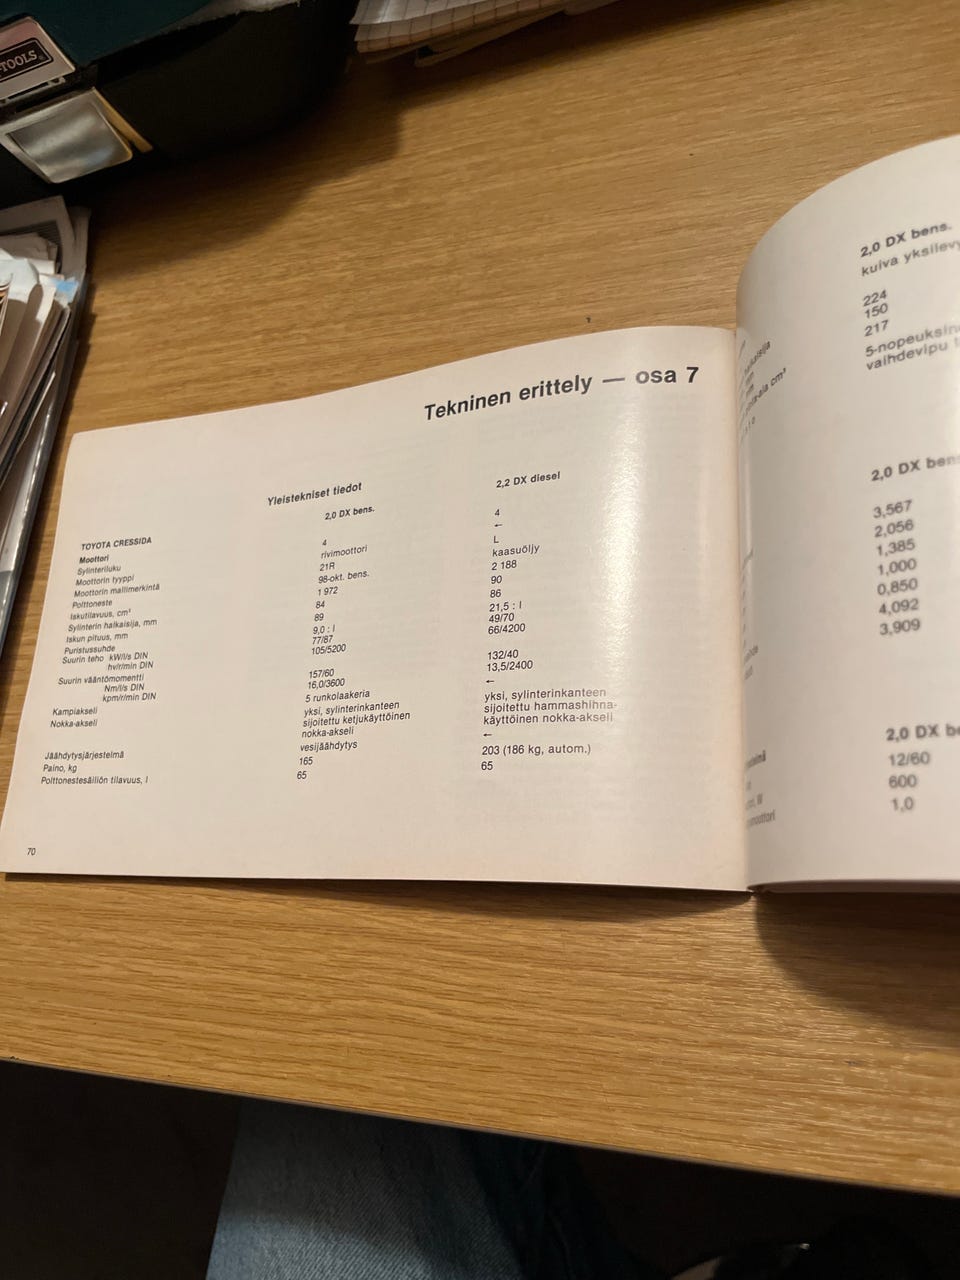 -TOOLS
Tekninen erittely — osa 7
Yleistekniset tiedot
2,0 DX bens. 2,2 DX diesel
TOYOTA CRESSIDA
Moottori
Sylinteriluku 4 4
Moottorin tyyppi rivimoottori ←
Moottorin mallimerkintä 21R L
Polttoneste 98-okt. bens. kaasuöljy
Iskutilavuus, cm³ 1 972 2 188
Sylinterin halkaisija, mm 84 90
Iskun pituus, mm 89 86
Puristussuhde 9,0 : l 21,5 : l
Suurin teho kW/l/s DIN 77/87 49/70
hv/r/min DIN 105/5200 66/4200
Suurin vääntömomentti
Nm/l/s DIN 157/60 132/40
kpm/r/min DIN 16,0/3600 13,5/2400
Kampiakseli 5 runkolaakeria ←
Nokka-akseli yksi, sylinterinkanteen yksi, sylinterinkanteen
sijoitettu ketjukäyttöinen sijoitettu hammashihna-
nokka-akseli käyttöinen nokka-akseli
Jäähdytysjärjestelmä vesijäähdytys ←
Paino, kg 165 203 (186 kg, autom.)
Polttonestesäiliön tilavuus, l 65 65
70
2,0 DX bens.
kuiva yksilevy
224
150
217
5-nopeuksin
vaihdevipu
2,0 DX bens
3,567
2,056
1,385
1,000
0,850
4,092
3,909
2,0 DX be
12/60
600
1,0